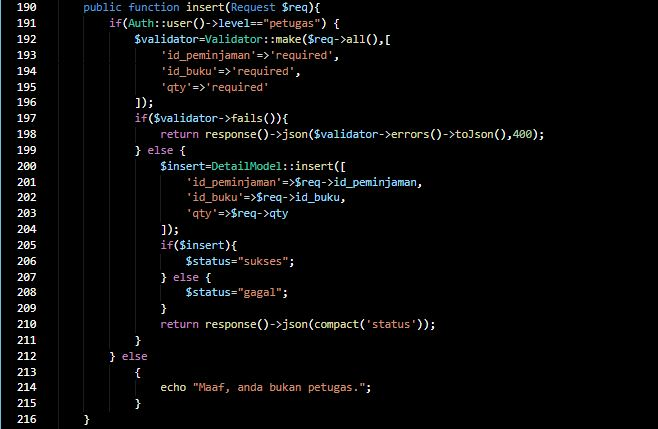 190 public function insert(Request $req){
191 if(Auth::user()->level=="petugas") {
192 $validator=Validator::make($req->all(),[
193 'id_peminjaman'=>'required',
194 'id_buku'=>'required',
195 'qty'=>'required'
196 ]);
197 if($validator->fails()){
198 return response()->json($validator->errors()->toJson(),400);
199 } else {
200 $insert=DetailModel::insert([
201 'id_peminjaman'=>$req->id_peminjaman,
202 'id_buku'=>$req->id_buku,
203 'qty'=>$req->qty
204 ]);
205 if($insert){
206 $status="sukses";
207 } else {
208 $status="gagal";
209 }
210 return response()->json(compact('status'));
211 }
212 } else
213 {
214 echo "Maaf, anda bukan petugas.";
215 }
216 }